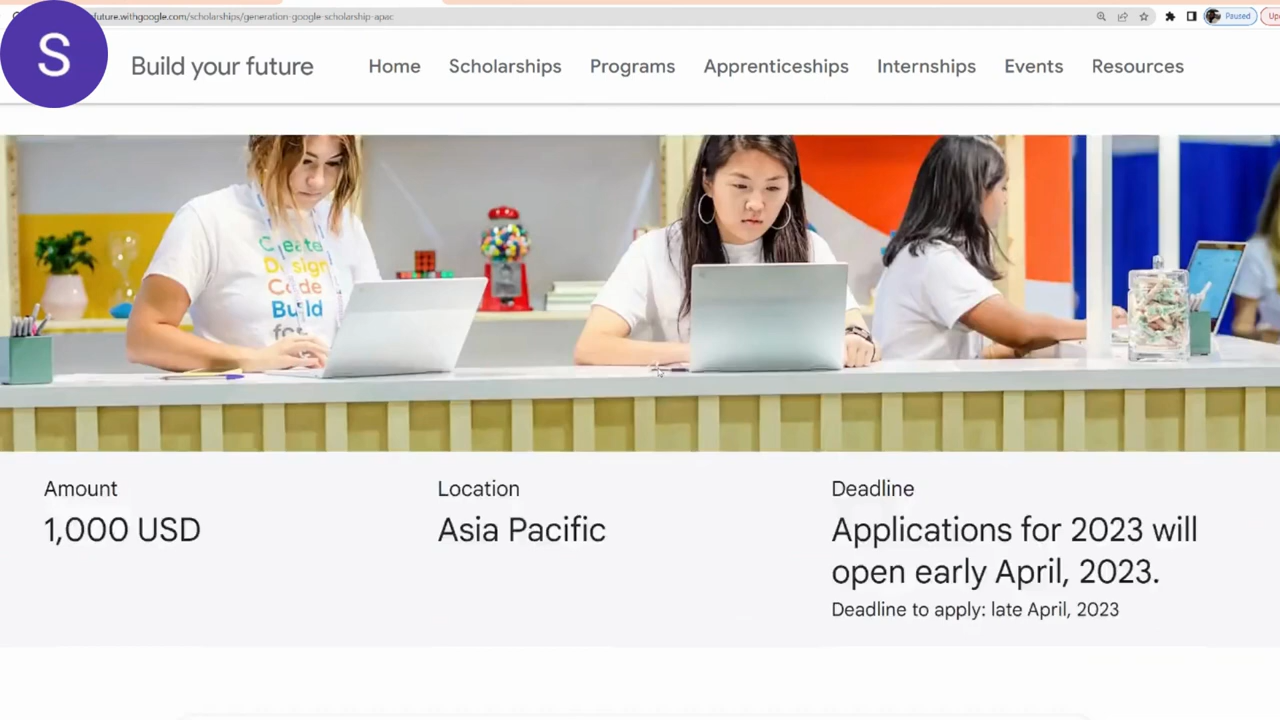 future.withgoogle.com/scholarships/generation-google-scholarship-apac
Paused
S
Build your future
Home
Scholarships
Programs
Apprenticeships
Internships
Events
Resources
Create
Design
Code
Build
for
Amount
1,000 USD
Location
Asia Pacific
Deadline
Applications for 2023 will
open early April, 2023.
Deadline to apply: late April, 2023